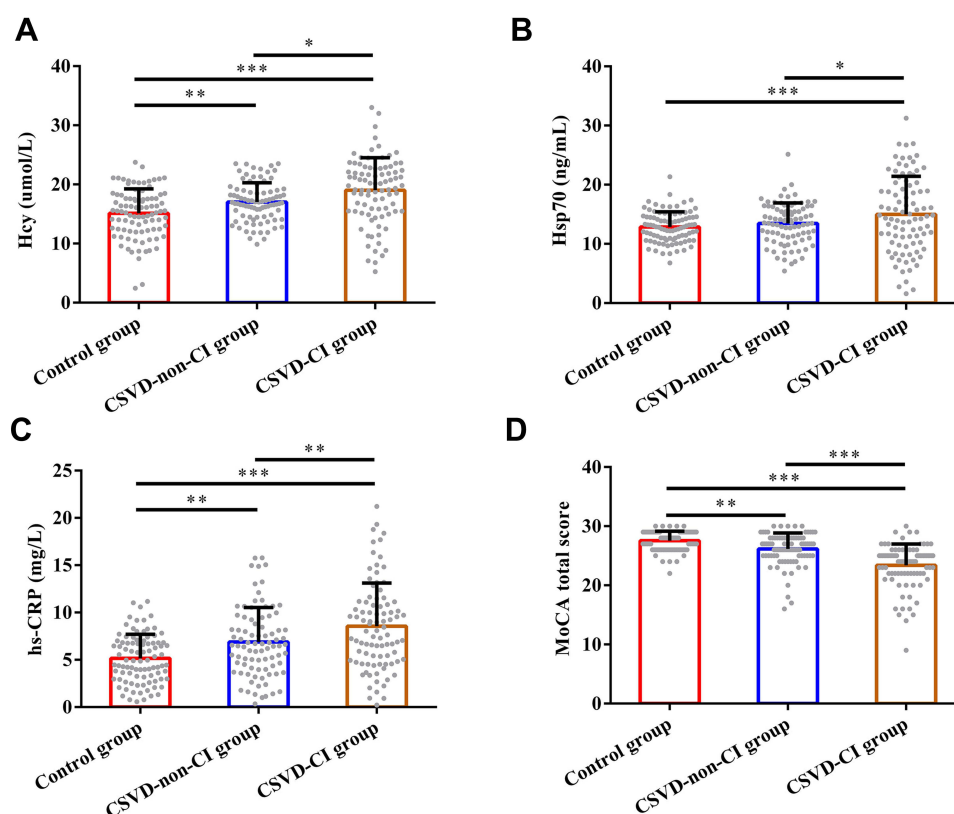 A
Hcy (umol/L)
40
30
20
10
0
*
***
**
Control group
CSVD-non-CI group
CSVD-CI group
B
Hsp70 (ng/mL)
40
30
20
10
0
*
***
Control group
CSVD-non-CI group
CSVD-CI group
C
hs-CRP (mg/L)
25
20
15
10
5
0
**
***
**
Control group
CSVD-non-CI group
CSVD-CI group
D
MoCA total score
40
30
20
10
0
***
***
**
Control group
CSVD-non-CI group
CSVD-CI group